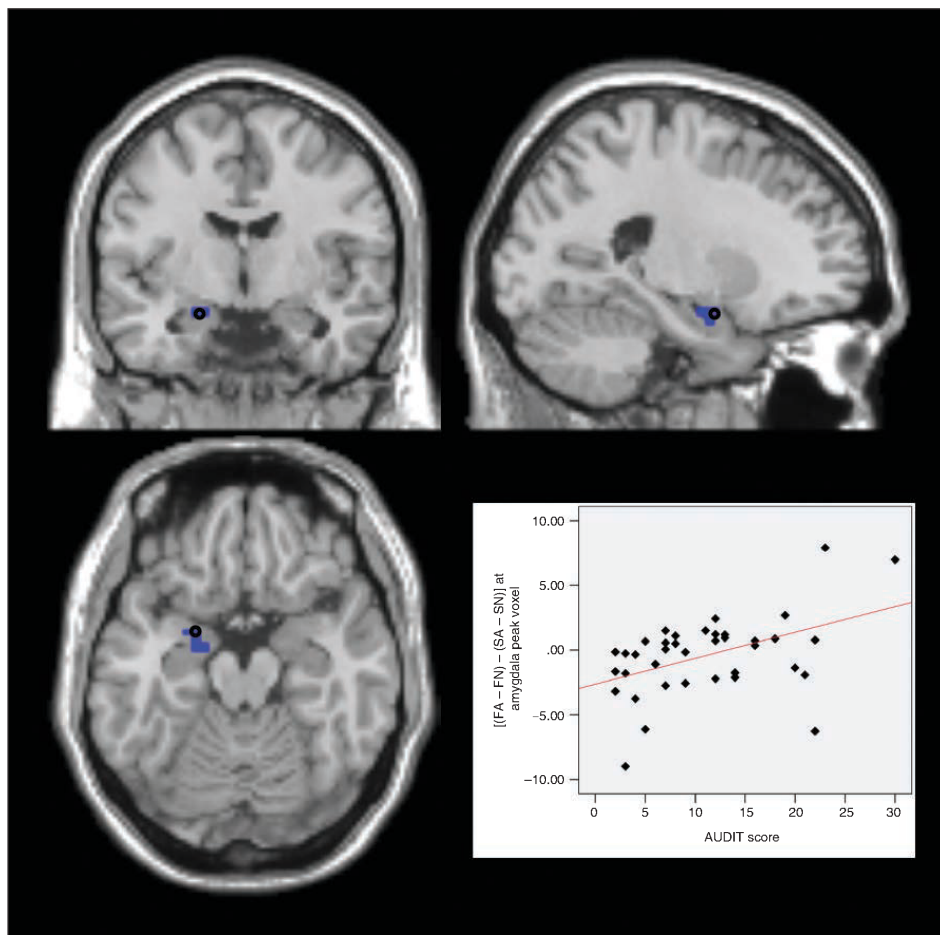 [(FA – FN) – (SA – SN)] at
amygdala peak voxel
10.00
5.00
.00
–5.00
–10.00
0 5 10 15 20 25 30
AUDIT score